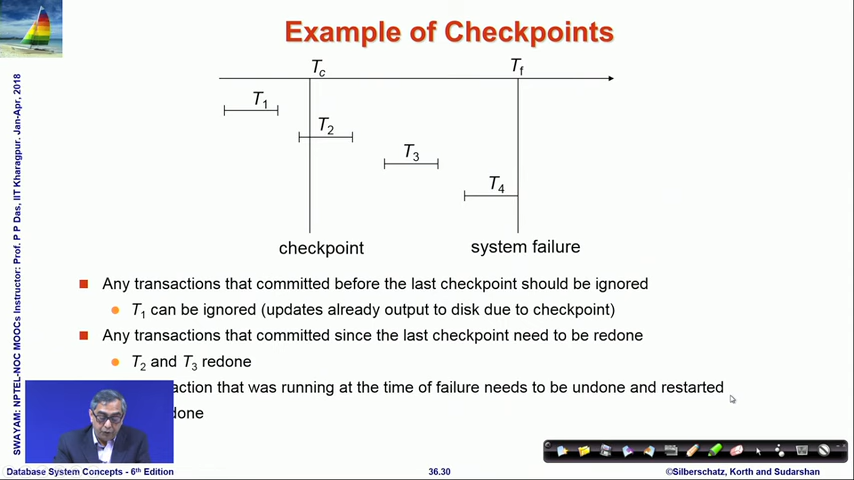 Example of Checkpoints
Tc
Tf
T1
T2
T3
T4
checkpoint
system failure
Any transactions that committed before the last checkpoint should be ignored
T1 can be ignored (updates already output to disk due to checkpoint)
Any transactions that committed since the last checkpoint need to be redone
T2 and T3 redone
action that was running at the time of failure needs to be undone and restarted
done
SWAYAM: NPTEL-NOC MOOCs Instructor: Prof. P P Das, IIT Kharagpur. Jan-Apr, 2018
Database System Concepts - 6th Edition
36.30
©Silberschatz, Korth and Sudarshan